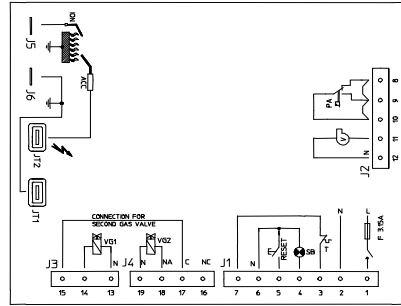 J5
ION
J6
ACC
JT2
JT1
8
9
10
11
12
PA
V
N
J2
CONNECTION FOR
SECOND GAS VALVE
VG1
VG2
J3
N
J4
N
NA
C
NC
15
14
13
19
18
17
16
J1
N
RESET
SB
T
N
L
F 3.15A
7
6
5
4
3
2
1